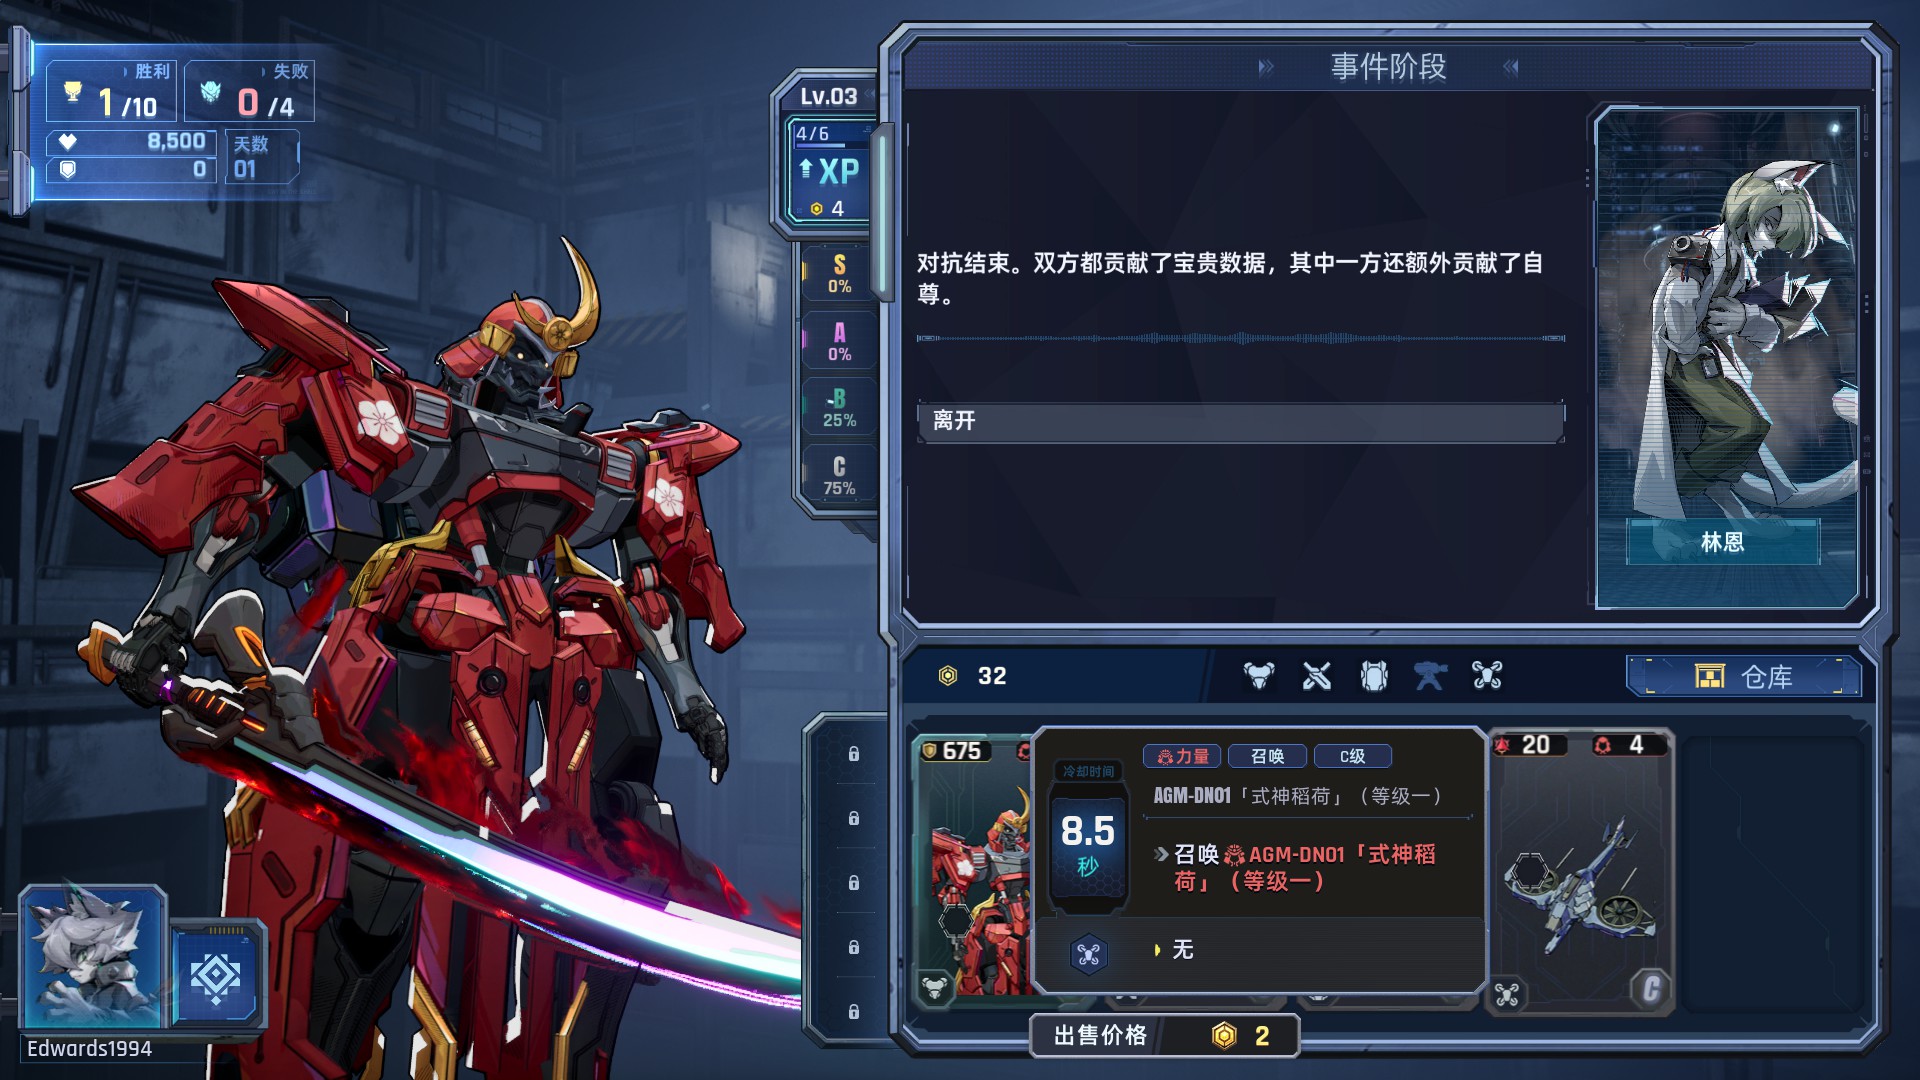 胜利
1/10
失败
0/4
8,500
0
天数
01
Lv.03
4/6
XP
4
S
0%
A
0%
B
25%
C
75%
事件阶段
对抗结束。双方都贡献了宝贵数据，其中一方还额外贡献了自
尊。
离开
林恩
32
仓库
675
冷却时间
8.5
秒
力量
召唤
C级
AGM-DN01「式神稻荷」（等级一）
召唤AGM-DN01「式神稻
荷」（等级一）
无
20
4
C
出售价格
2
Edwards1994